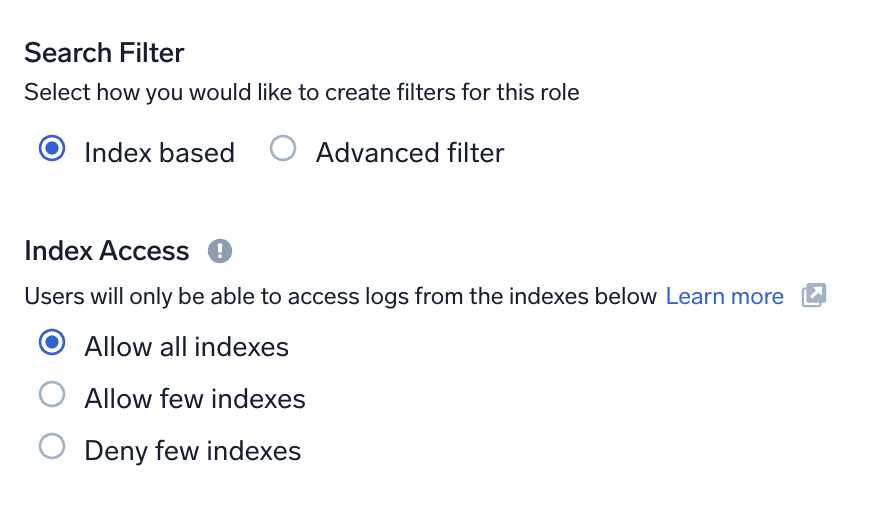 Search Filter
Select how you would like to create filters for this role
Index based Advanced filter
Index Access
Users will only be able to access logs from the indexes below Learn more
Allow all indexes
Allow few indexes
Deny few indexes